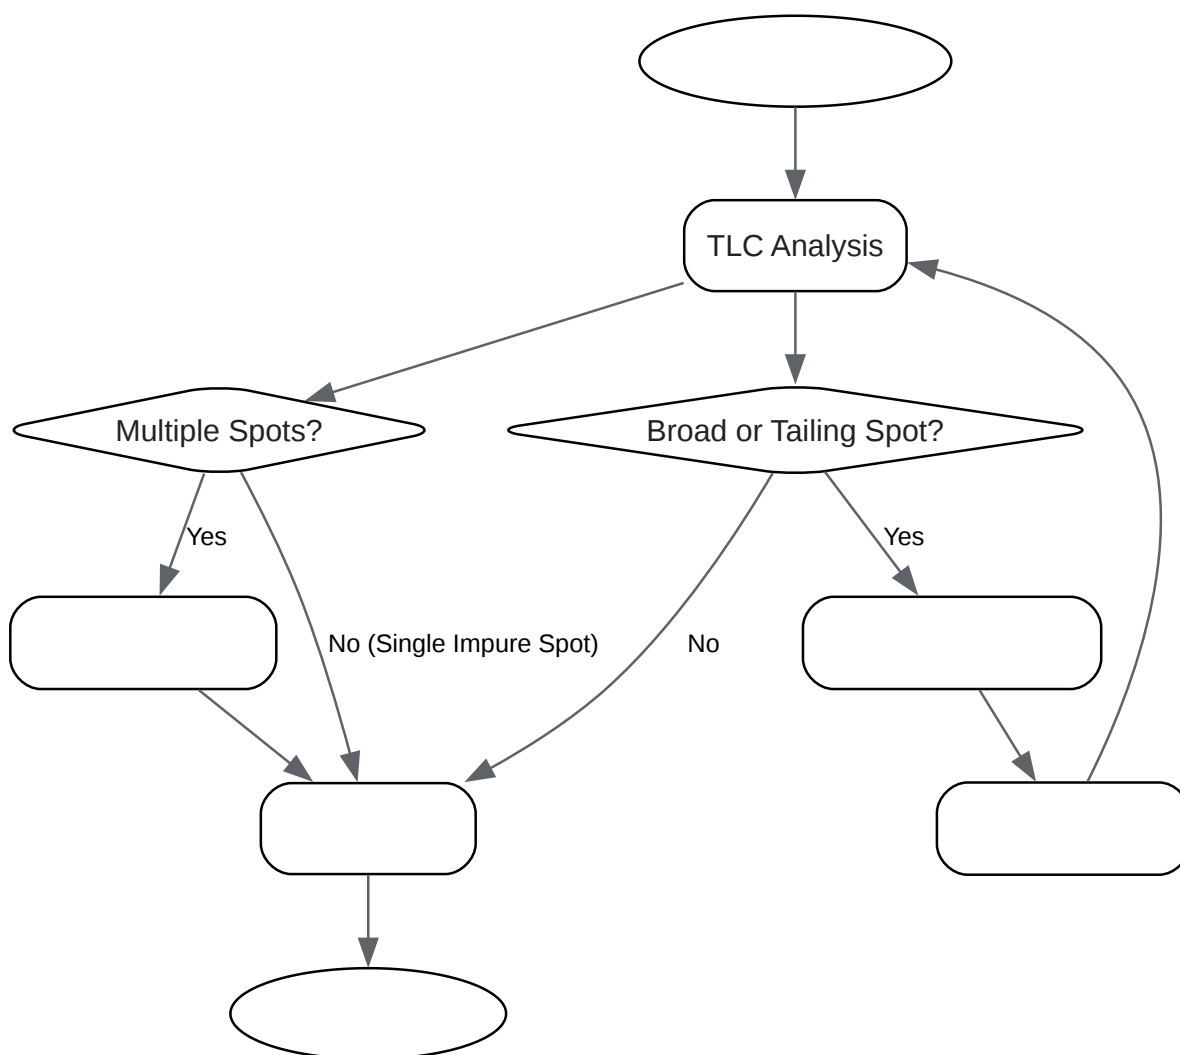 TLC Analysis
Multiple Spots?
Broad or Tailing Spot?
Yes
Yes
No (Single Impure Spot)
No